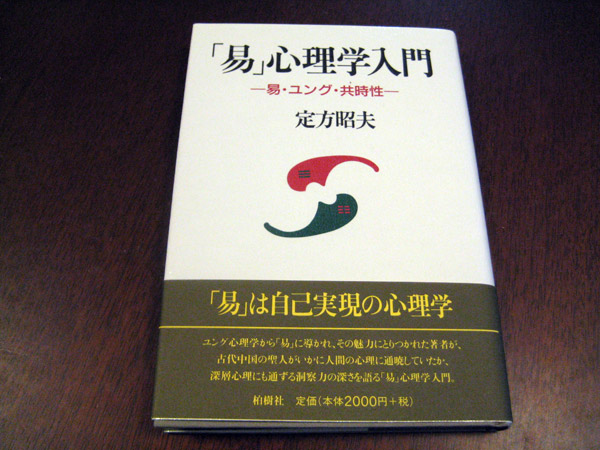 「易」心理学入門
―易・ユング・共時性―
定方昭夫
「易」は自己実現の心理学
ユング心理学から「易」に導かれ、その魅力にとりつかれた著者が、
古代中国の聖人がいかに人間の心理に通暁していたか、
深層心理にも通ずる洞察力の深さを語る「易」心理学入門。
柏樹社 定価(本体2000円+税)